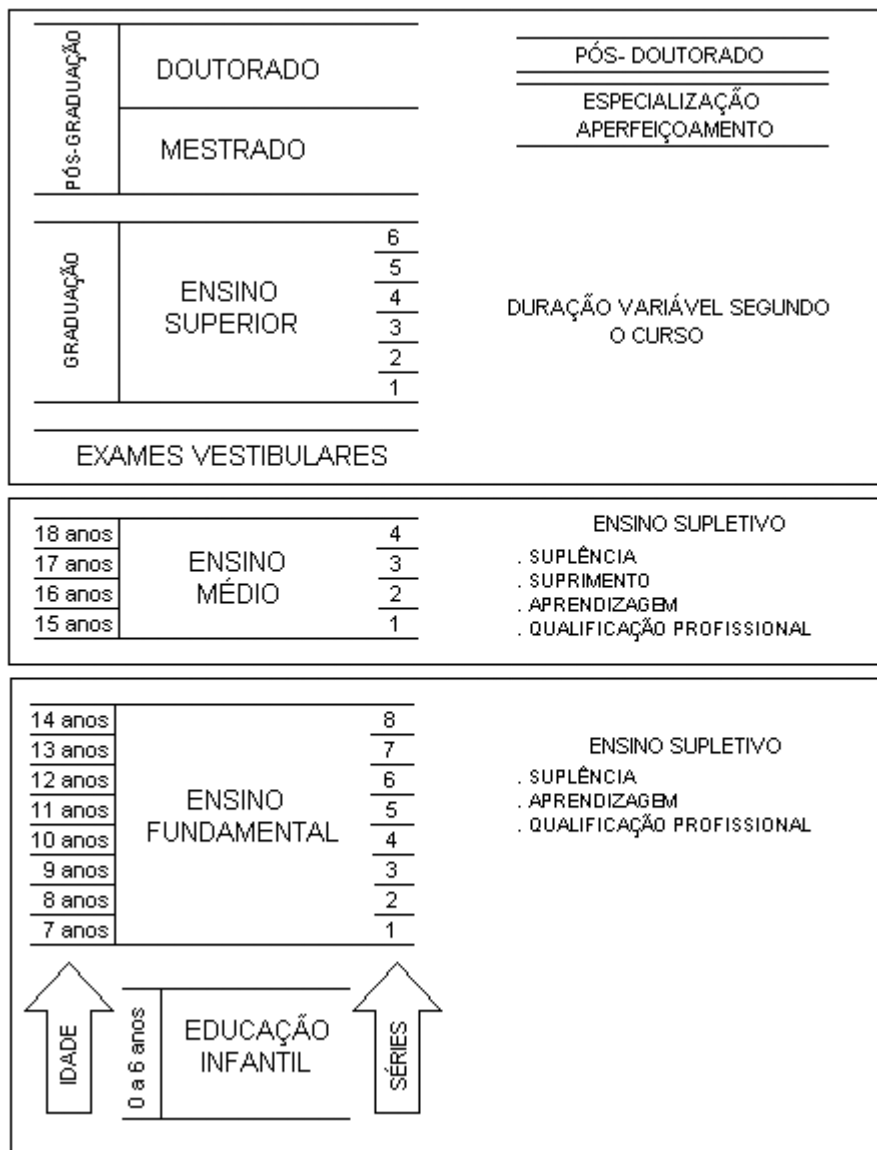 PÓS-GRADUAÇÃO
DOUTORADO
MESTRADO
PÓS- DOUTORADO
ESPECIALIZAÇÃO
APERFEIÇOAMENTO
GRADUAÇÃO
ENSINO
SUPERIOR
6
5
4
3
2
1
DURAÇÃO VARIÁVEL SEGUNDO
O CURSO
EXAMES VESTIBULARES
18 anos
17 anos
16 anos
15 anos
ENSINO
MÉDIO
4
3
2
1
ENSINO SUPLETIVO
. SUPLÊNCIA
. SUPRIMENTO
. APRENDIZAGEM
. QUALIFICAÇÃO PROFISSIONAL
14 anos
13 anos
12 anos
11 anos
10 anos
9 anos
8 anos
7 anos
ENSINO
FUNDAMENTAL
8
7
6
5
4
3
2
1
ENSINO SUPLETIVO
. SUPLÊNCIA
. APRENDIZAGEM
. QUALIFICAÇÃO PROFISSIONAL
IDADE
0 a 6 anos
EDUCAÇÃO
INFANTIL
SÉRIES